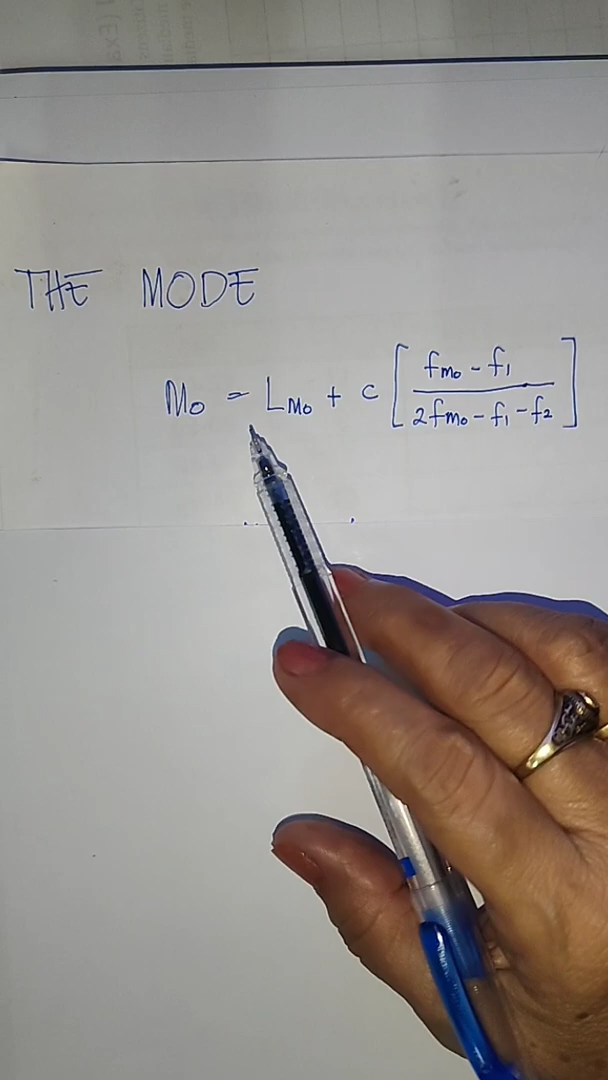 THE MODE
Mo = LMo + c [ fmo - f1 / 2fmo - f1 - f2 ]